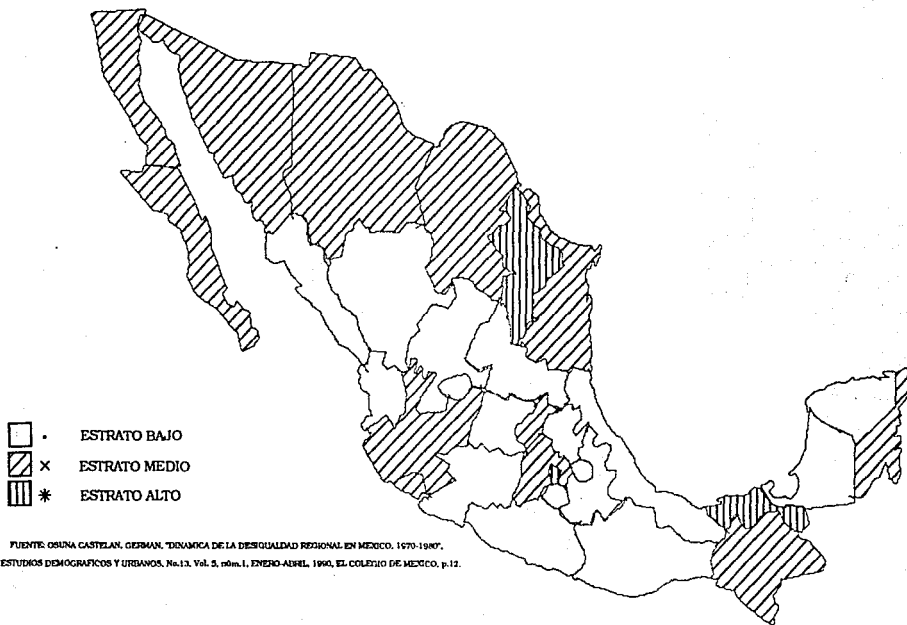 · ESTRATO BAJO
× ESTRATO MEDIO
* ESTRATO ALTO
FUENTE: OSUNA CASTELAN, GERMAN, "DINAMICA DE LA DESIGUALDAD REGIONAL EN MEXICO, 1970-1980",
ESTUDIOS DEMOGRAFICOS Y URBANOS, No.13, Vol. 5, núm.1, ENERO-ABRIL, 1990, EL COLEGIO DE MEXICO, p.12.